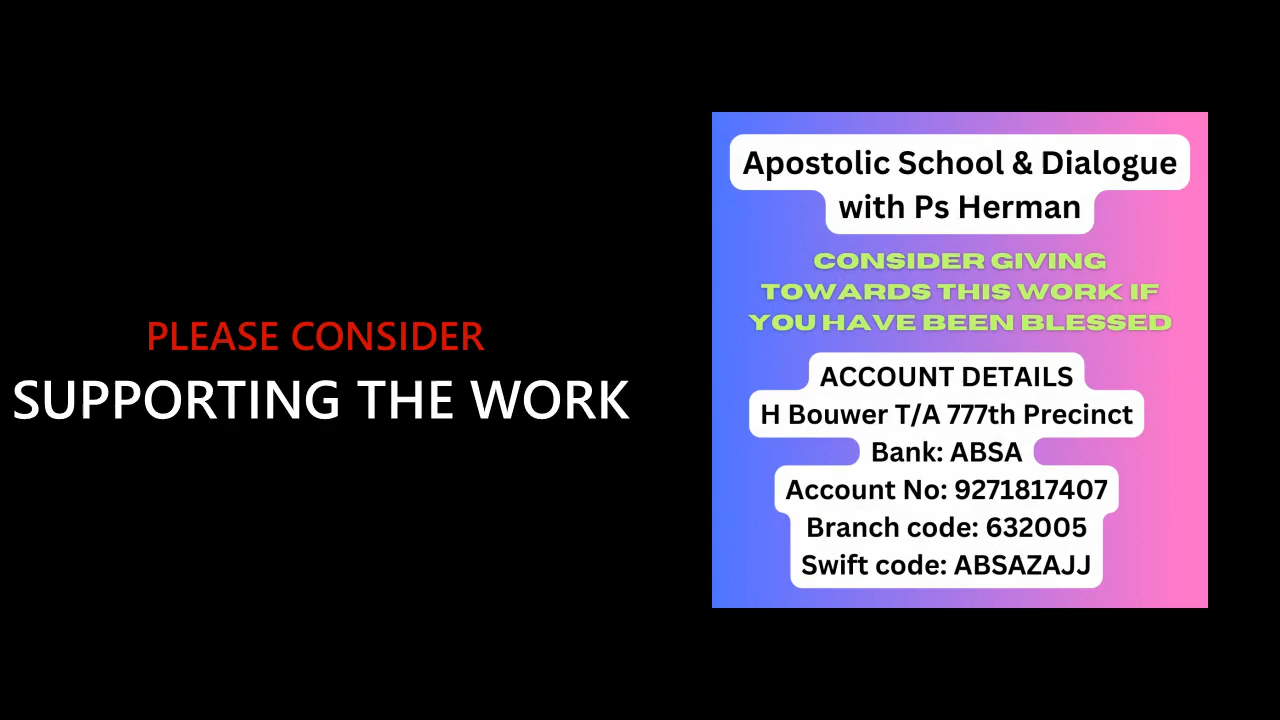 PLEASE CONSIDER
SUPPORTING THE WORK
Apostolic School & Dialogue
with Ps Herman
CONSIDER GIVING
TOWARDS THIS WORK IF
YOU HAVE BEEN BLESSED
ACCOUNT DETAILS
H Bouwer T/A 777th Precinct
Bank: ABSA
Account No: 9271817407
Branch code: 632005
Swift code: ABSAZAJJ